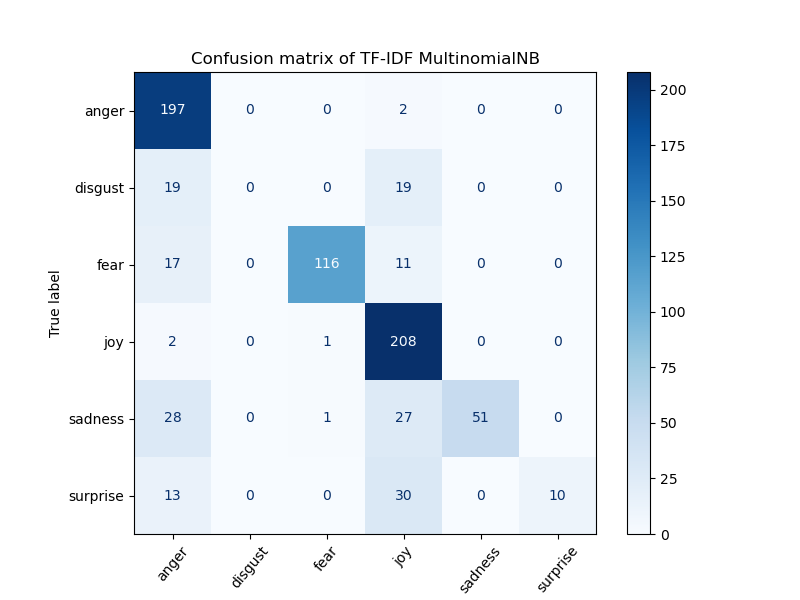 Confusion matrix of TF-IDF MultinomialNB
True label
anger 197 0 0 2 0 0
disgust 19 0 0 19 0 0
fear 17 0 116 11 0 0
joy 2 0 1 208 0 0
sadness 28 0 1 27 51 0
surprise 13 0 0 30 0 10
anger disgust fear joy sadness surprise
200
175
150
125
100
75
50
25
0